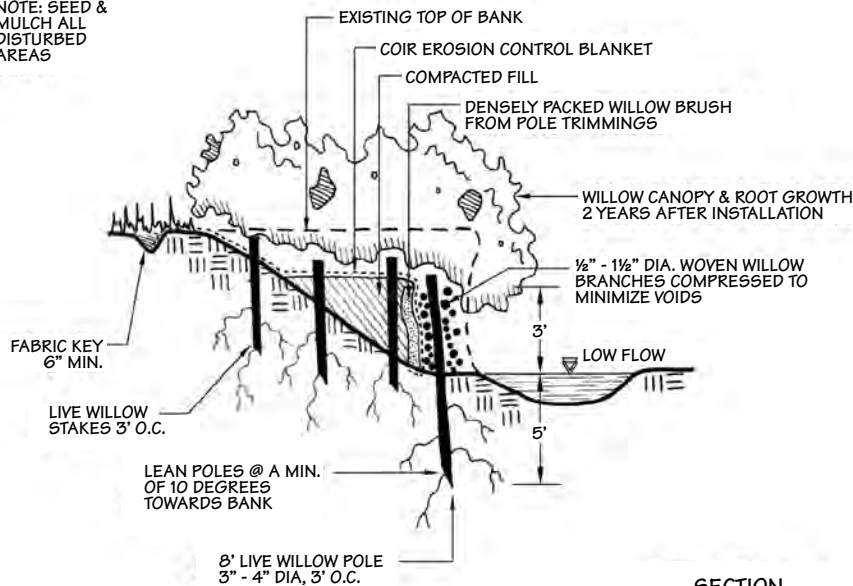 NOTE: SEED &
MULCH ALL
DISTURBED
AREAS
EXISTING TOP OF BANK
COIR EROSION CONTROL BLANKET
COMPACTED FILL
DENSELY PACKED WILLOW BRUSH
FROM POLE TRIMMINGS
WILLOW CANOPY & ROOT GROWTH
2 YEARS AFTER INSTALLATION
½" - 1½" DIA. WOVEN WILLOW
BRANCHES COMPRESSED TO
MINIMIZE VOIDS
3'
LOW FLOW
5'
FABRIC KEY
6" MIN.
LIVE WILLOW
STAKES 3' O.C.
LEAN POLES @ A MIN.
OF 10 DEGREES
TOWARDS BANK
8' LIVE WILLOW POLE
3" - 4" DIA, 3' O.C.
SECTION